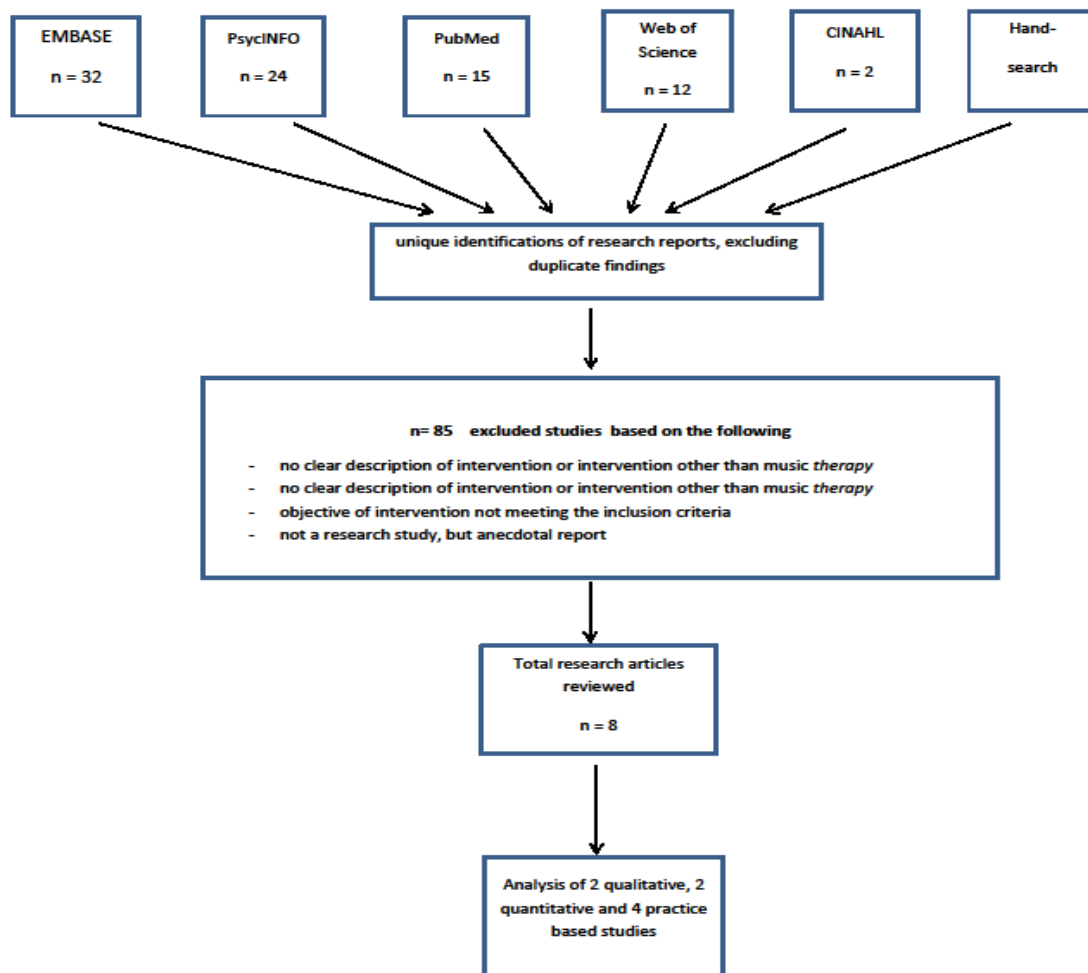 EMBASE
n = 32
PsycINFO
n = 24
PubMed
n = 15
Web of
Science
n = 12
CINAHL
n = 2
Hand-
search
unique identifications of research reports, excluding
duplicate findings
n= 85 excluded studies based on the following
- no clear description of intervention or intervention other than music therapy
- no clear description of intervention or intervention other than music therapy
- objective of intervention not meeting the inclusion criteria
- not a research study, but anecdotal report
Total research articles
reviewed
n = 8
Analysis of 2 qualitative, 2
quantitative and 4 practice
based studies